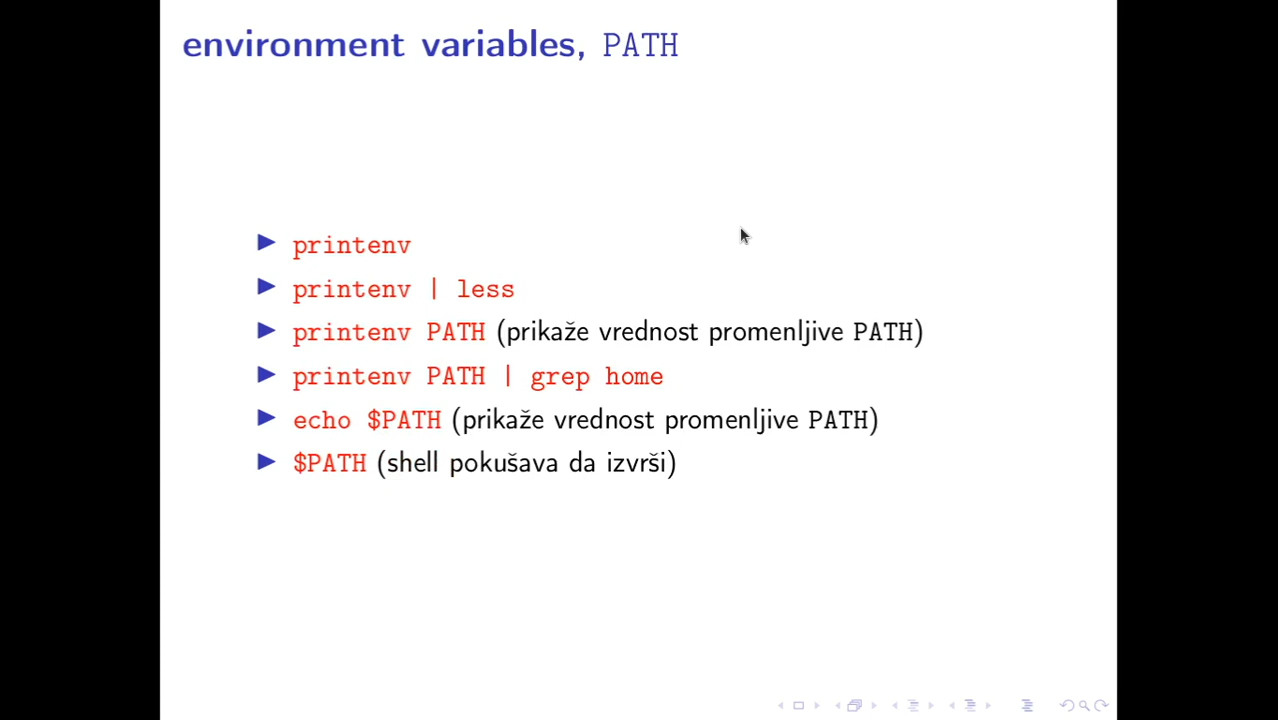 environment variables, PATH
printenv
printenv | less
printenv PATH (prikaže vrednost promenljive PATH)
printenv PATH | grep home
echo $PATH (prikaže vrednost promenljive PATH)
$PATH (shell pokušava da izvrši)